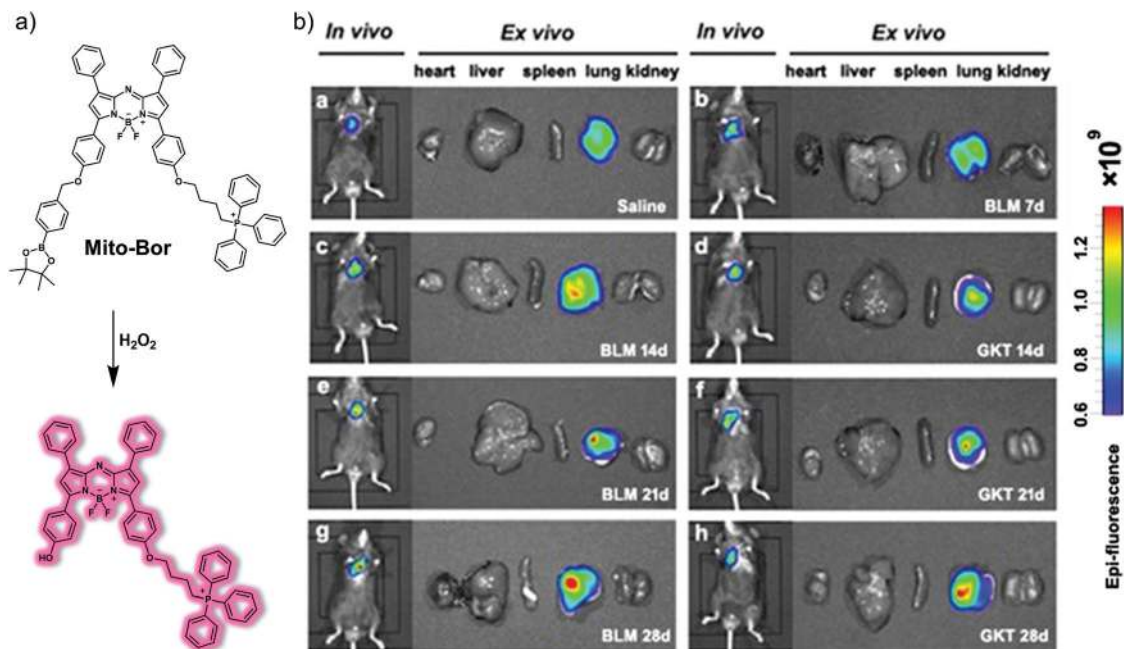 a)
N
N
B
−
N
+
F
F
O
O
P
+
B
O
O
Mito-Bor
H₂O₂
N
N
B
−
N
+
F
F
HO
O
P
+
b)
In vivo
Ex vivo
In vivo
Ex vivo
heart liver spleen lung kidney
heart liver spleen lung kidney
a
Saline
b
BLM 7d
c
BLM 14d
d
GKT 14d
e
BLM 21d
f
GKT 21d
g
BLM 28d
h
GKT 28d
×10⁹
1.2
1.0
0.8
0.6
Epi-fluorescence